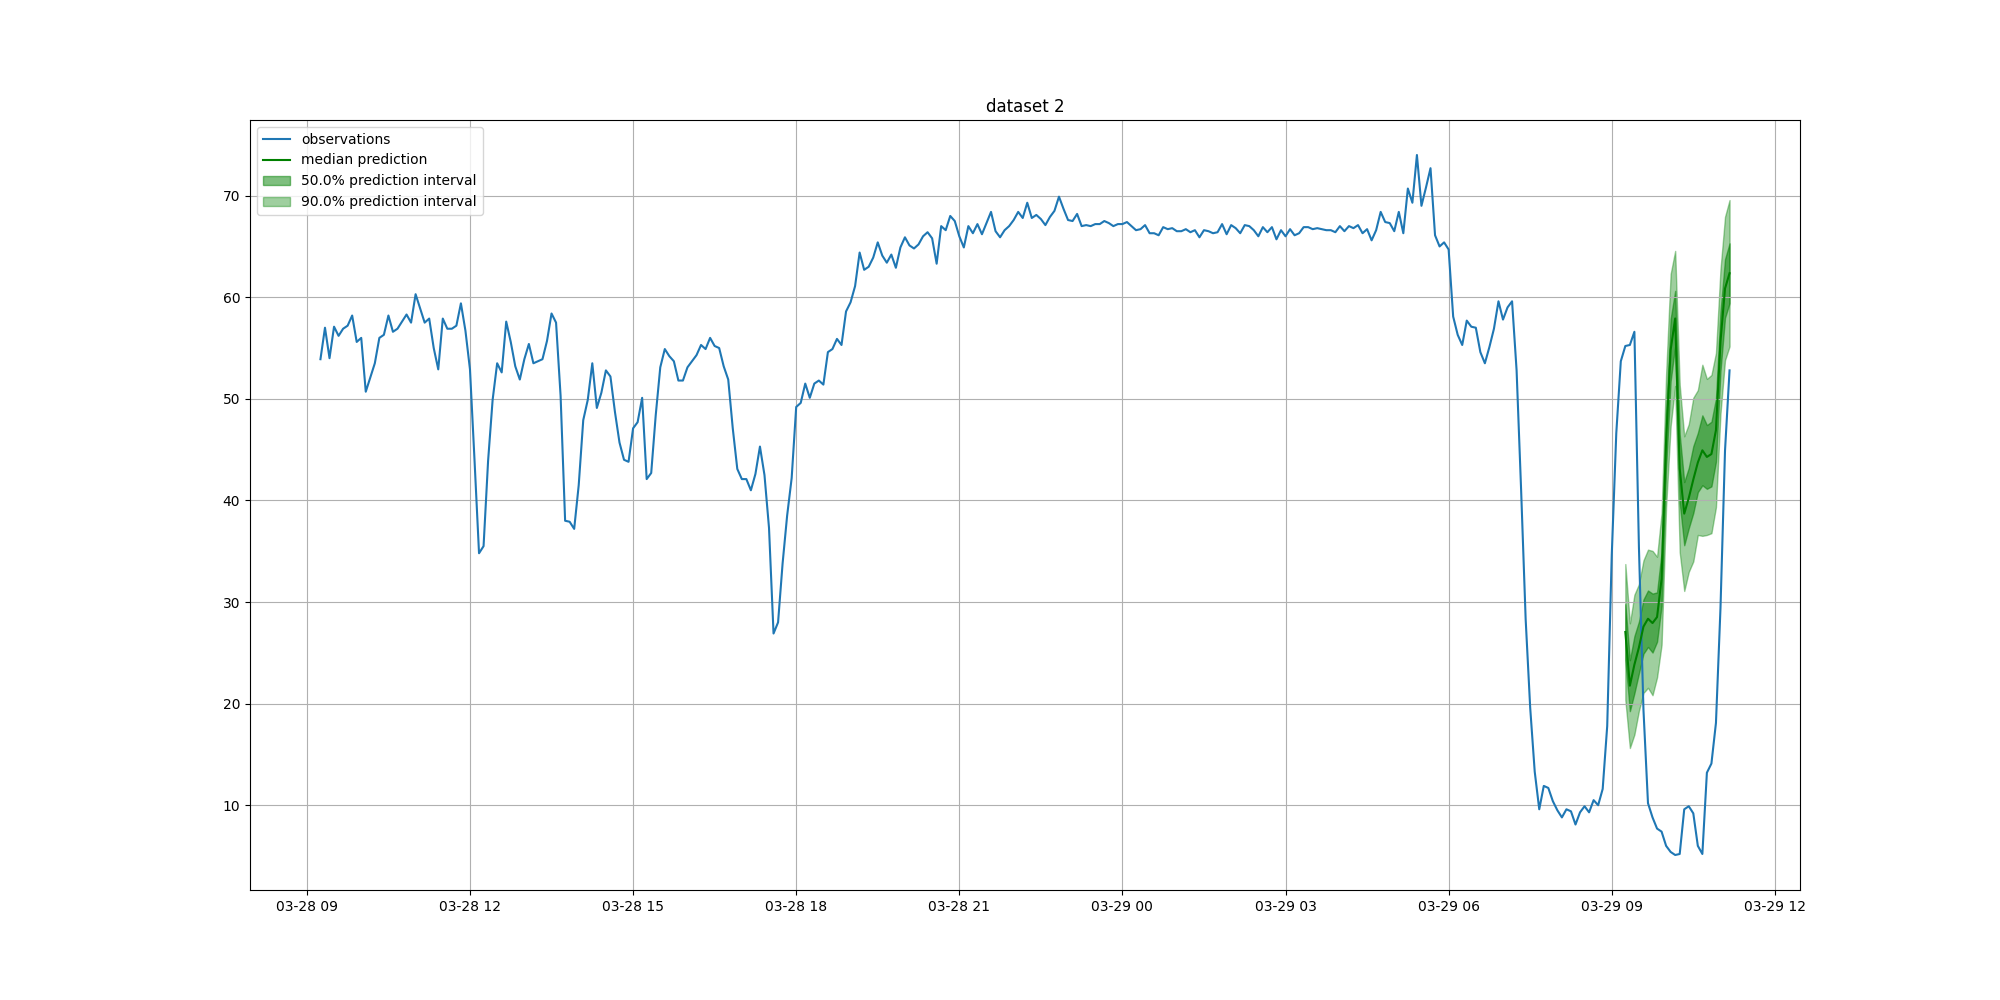 dataset 2
observations
median prediction
50.0% prediction interval
90.0% prediction interval
70
60
50
40
30
20
10
03-28 09 03-28 12 03-28 15 03-28 18 03-28 21 03-29 00 03-29 03 03-29 06 03-29 09 03-29 12